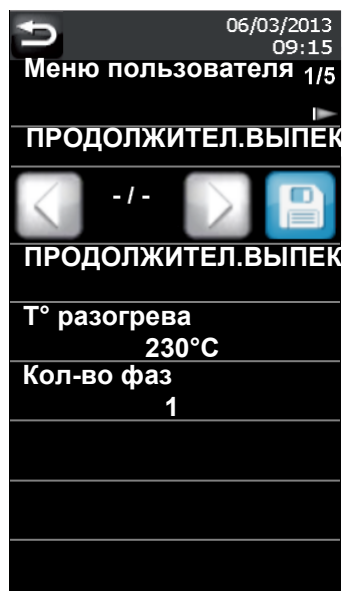 06/03/2013
09:15
Меню пользователя 1/5
ПРОДОЛЖИТЕЛ.ВЫПЕК
- / -
ПРОДОЛЖИТЕЛ.ВЫПЕК
Т° разогрева
230°C
Кол-во фаз
1